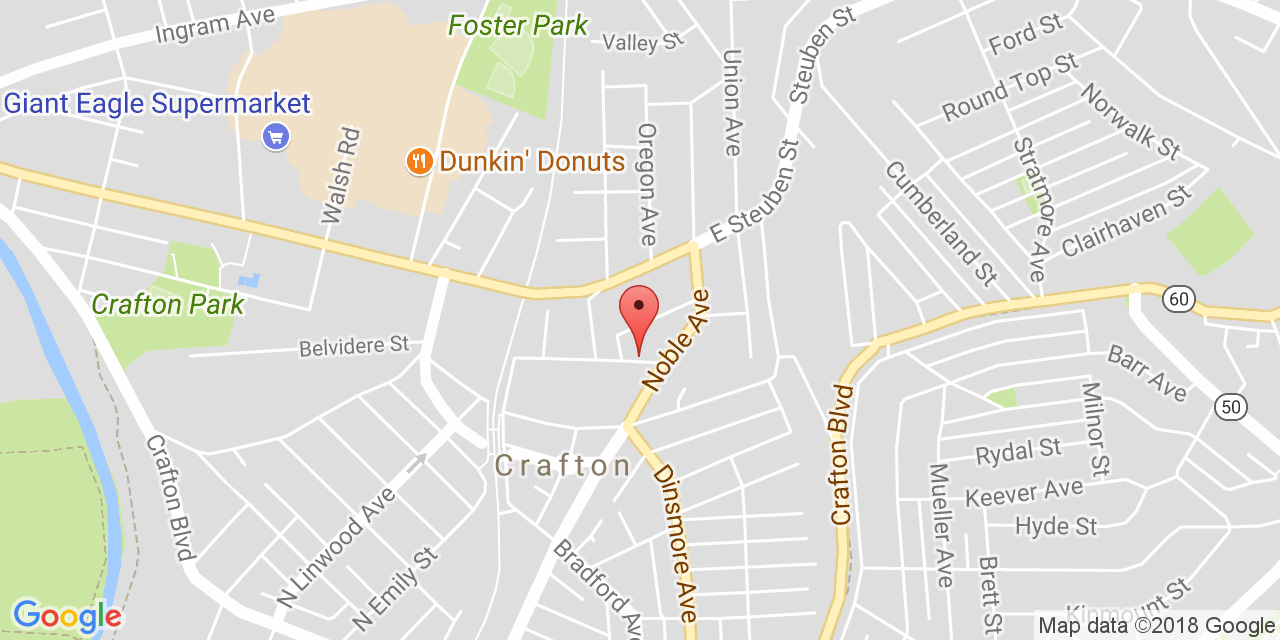 Ingram Ave
Foster Park
Valley St
Union Ave
Steuben St
Ford St
Round Top St
Norwalk St
Giant Eagle Supermarket
Walsh Rd
Dunkin' Donuts
Oregon Ave
E Steuben St
Cumberland St
Stratmore Ave
Clairhaven St
Crafton Park
Belvidere St
Noble Ave
60
Barr Ave
50
Milnor St
Crafton Blvd
Crafton Blvd
Crafton
Rydal St
Keever Ave
Hyde St
Mueller Ave
Brett St
Kinmount St
N Linwood Ave
N Emily St
Bradford Ave
Dinsmore Ave
Google
Map data ©2018 Google